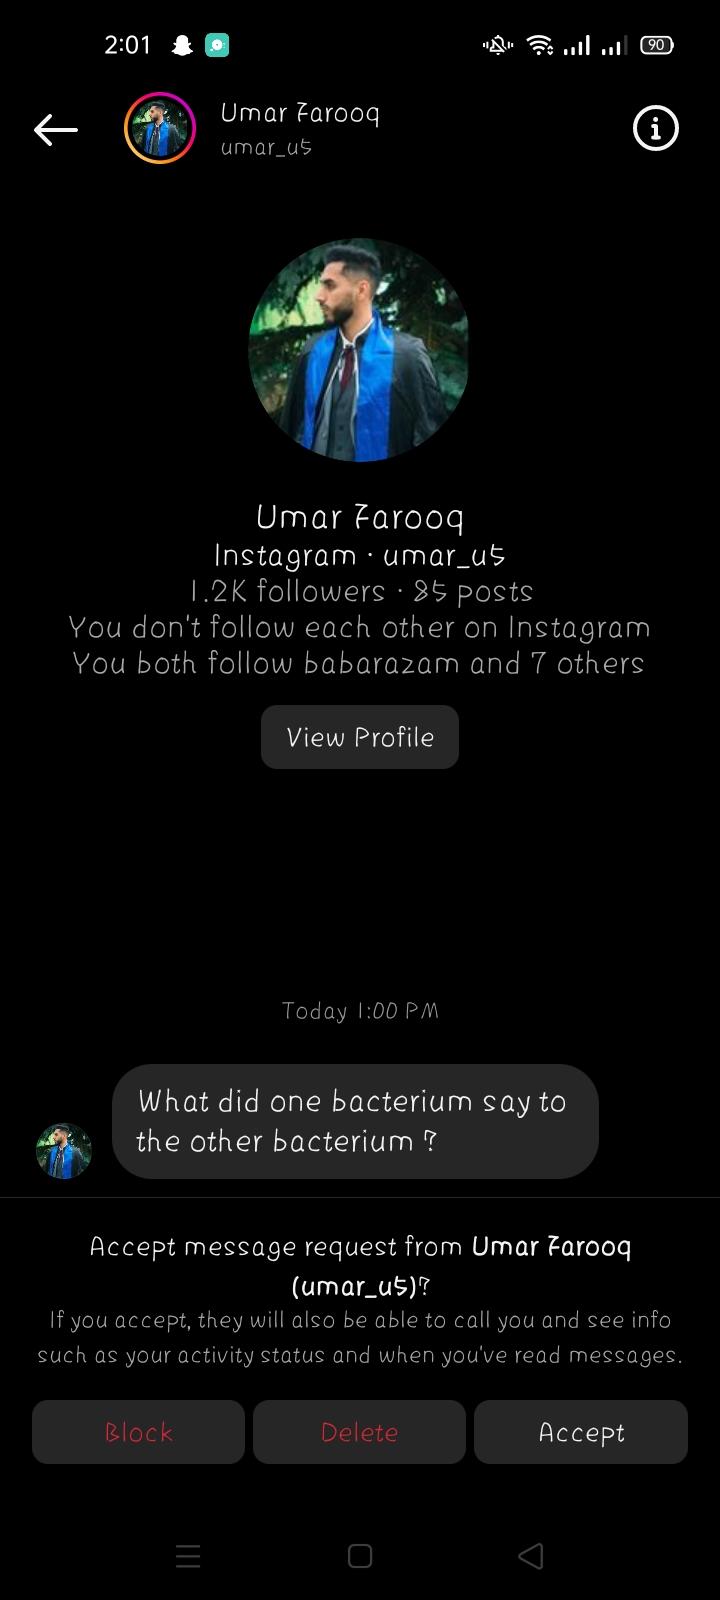 2:01
90
Umar Farooq
umar_u5
Umar Farooq
Instagram · umar_u5
1.2K followers · 85 posts
You don't follow each other on Instagram
You both follow babarazam and 7 others
View Profile
Today 1:00 PM
What did one bacterium say to
the other bacterium ?
Accept message request from Umar Farooq
(umar_u5)?
If you accept, they will also be able to call you and see info
such as your activity status and when you've read messages.
Block Delete Accept